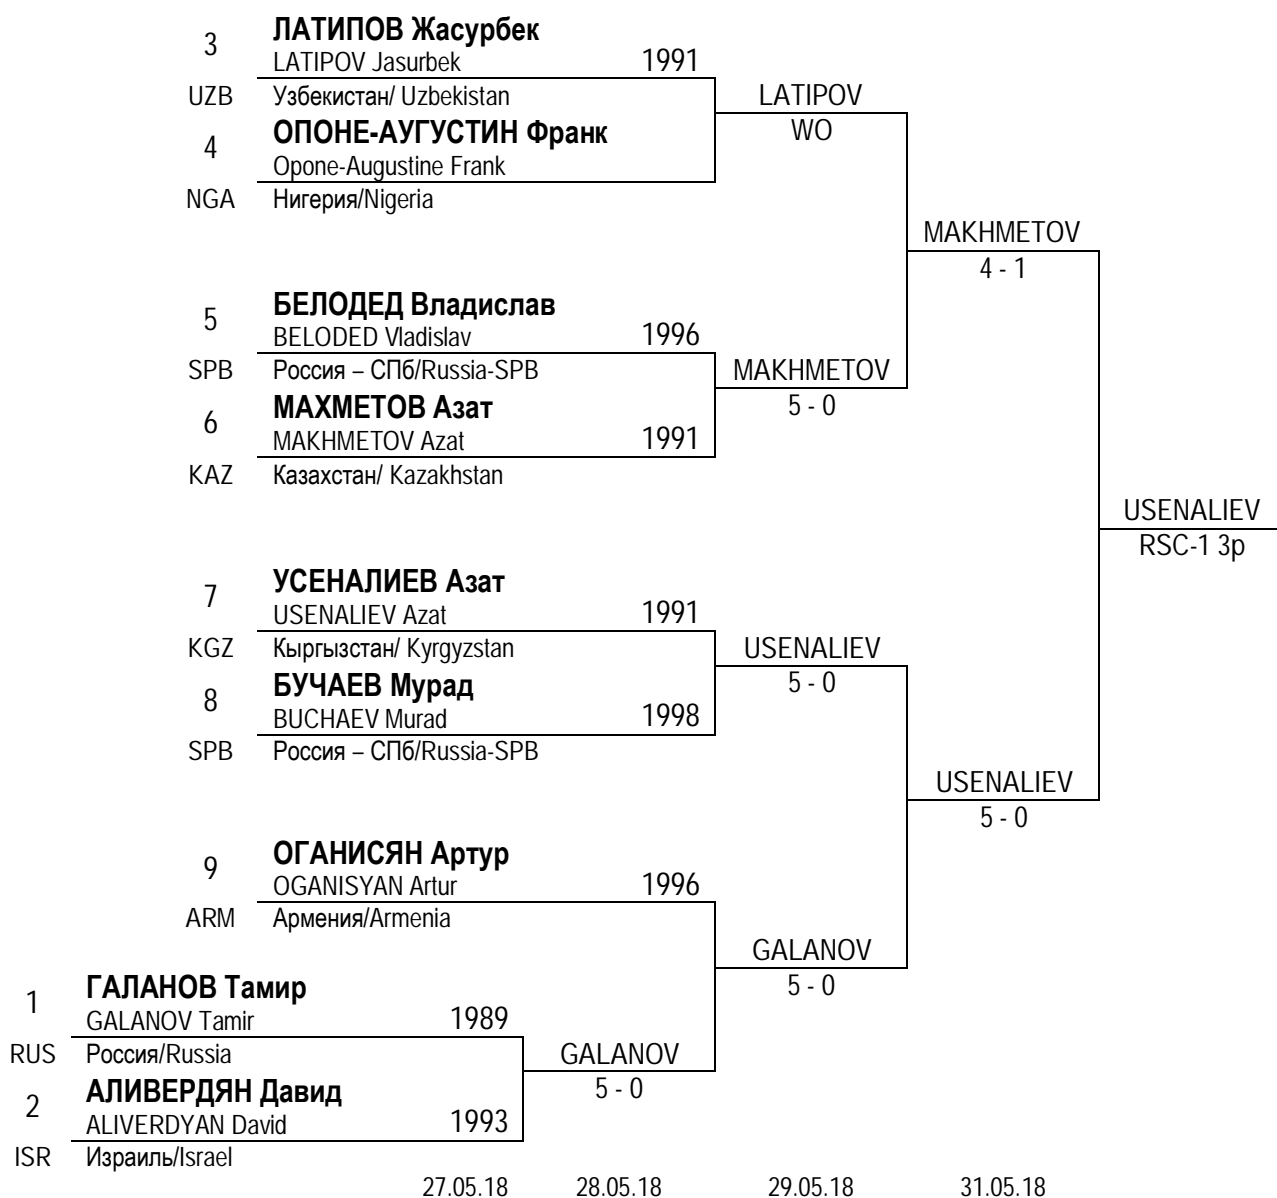 3
ЛАТИПОВ Жасурбек
LATIPOV Jasurbek 1991
UZB Узбекистан/ Uzbekistan
LATIPOV
WO
4
ОПОНЕ-АУГУСТИН Франк
Opone-Augustine Frank
NGA Нигерия/Nigeria
MAKHMETOV
4 - 1
5
БЕЛОДЕД Владислав
BELODED Vladislav 1996
SPB Россия – СПб/Russia-SPB
MAKHMETOV
5 - 0
6
МАХМЕТОВ Азат
MAKHMETOV Azat 1991
KAZ Казахстан/ Kazakhstan
USENALIEV
RSC-1 3р
7
УСЕНАЛИЕВ Азат
USENALIEV Azat 1991
KGZ Кыргызстан/ Kyrgyzstan
USENALIEV
5 - 0
8
БУЧАЕВ Мурад
BUCHAEV Murad 1998
SPB Россия – СПб/Russia-SPB
USENALIEV
5 - 0
9
ОГАНИСЯН Артур
OGANISYAN Artur 1996
ARM Армения/Armenia
GALANOV
5 - 0
1
ГАЛАНОВ Тамир
GALANOV Tamir 1989
RUS Россия/Russia
GALANOV
5 - 0
2
АЛИВЕРДЯН Давид
ALIVERDYAN David 1993
ISR Израиль/Israel
27.05.18 28.05.18 29.05.18 31.05.18